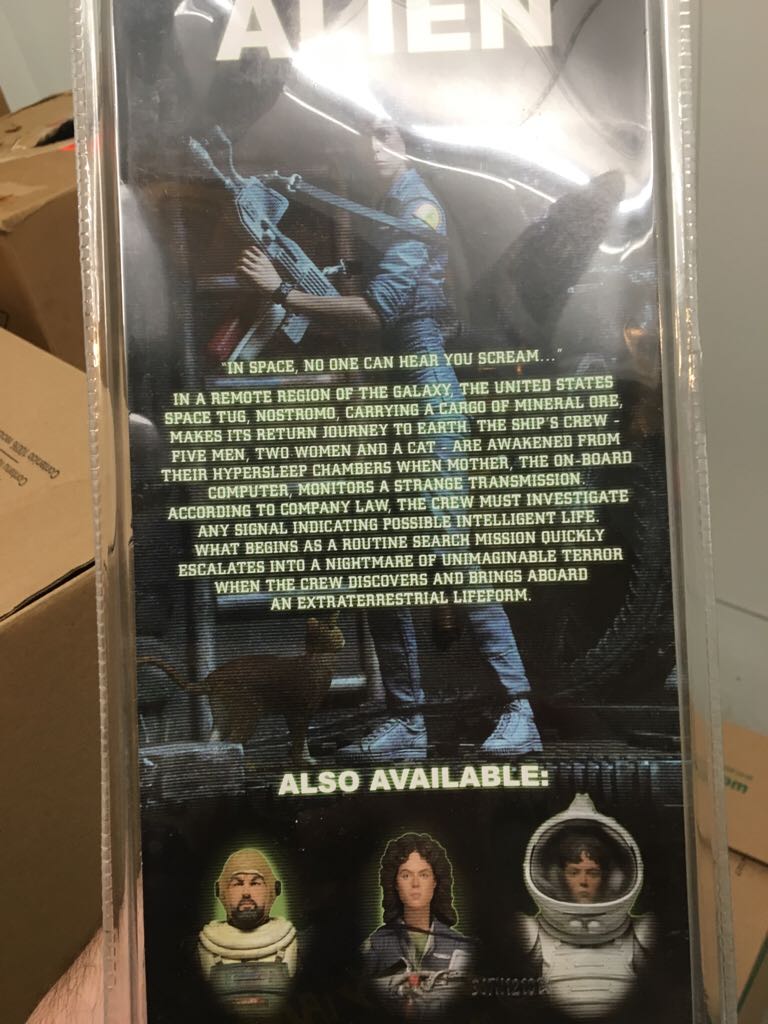 ALIEN
"IN SPACE, NO ONE CAN HEAR YOU SCREAM..."
IN A REMOTE REGION OF THE GALAXY, THE UNITED STATES
SPACE TUG, NOSTROMO, CARRYING A CARGO OF MINERAL ORE,
MAKES ITS RETURN JOURNEY TO EARTH. THE SHIP'S CREW -
FIVE MEN, TWO WOMEN AND A CAT - ARE AWAKENED FROM
THEIR HYPERSLEEP CHAMBERS WHEN MOTHER, THE ON-BOARD
COMPUTER, MONITORS A STRANGE TRANSMISSION.
ACCORDING TO COMPANY LAW, THE CREW MUST INVESTIGATE
ANY SIGNAL INDICATING POSSIBLE INTELLIGENT LIFE.
WHAT BEGINS AS A ROUTINE SEARCH MISSION QUICKLY
ESCALATES INTO A NIGHTMARE OF UNIMAGINABLE TERROR
WHEN THE CREW DISCOVERS AND BRINGS ABOARD
AN EXTRATERRESTRIAL LIFEFORM.
ALSO AVAILABLE: